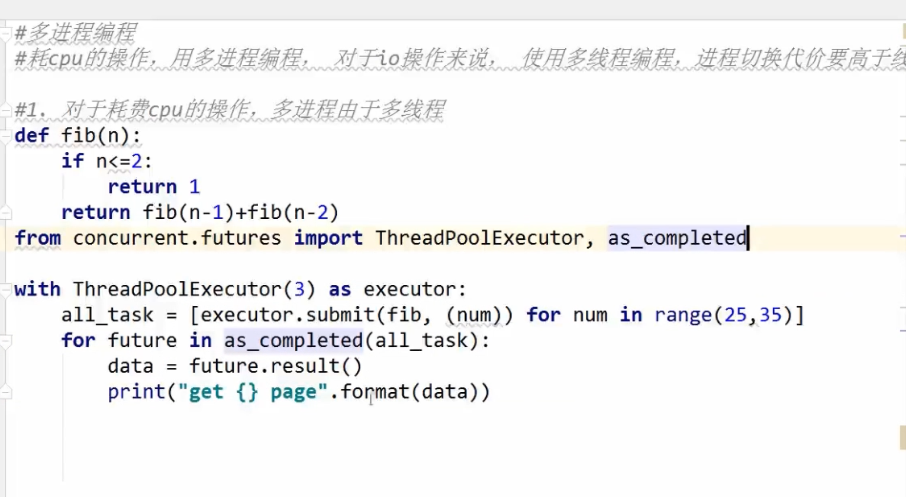 #多进程编程
#耗cpu的操作，用多进程编程， 对于io操作来说， 使用多线程编程，进程切换代价要高于
#1. 对于耗费cpu的操作，多进程由于多线程
def fib(n):
    if n<=2:
        return 1
    return fib(n-1)+fib(n-2)
from concurrent.futures import ThreadPoolExecutor, as_completed
with ThreadPoolExecutor(3) as executor:
    all_task = [executor.submit(fib, (num)) for num in range(25,35)]
    for future in as_completed(all_task):
        data = future.result()
        print("get {} page".format(data))